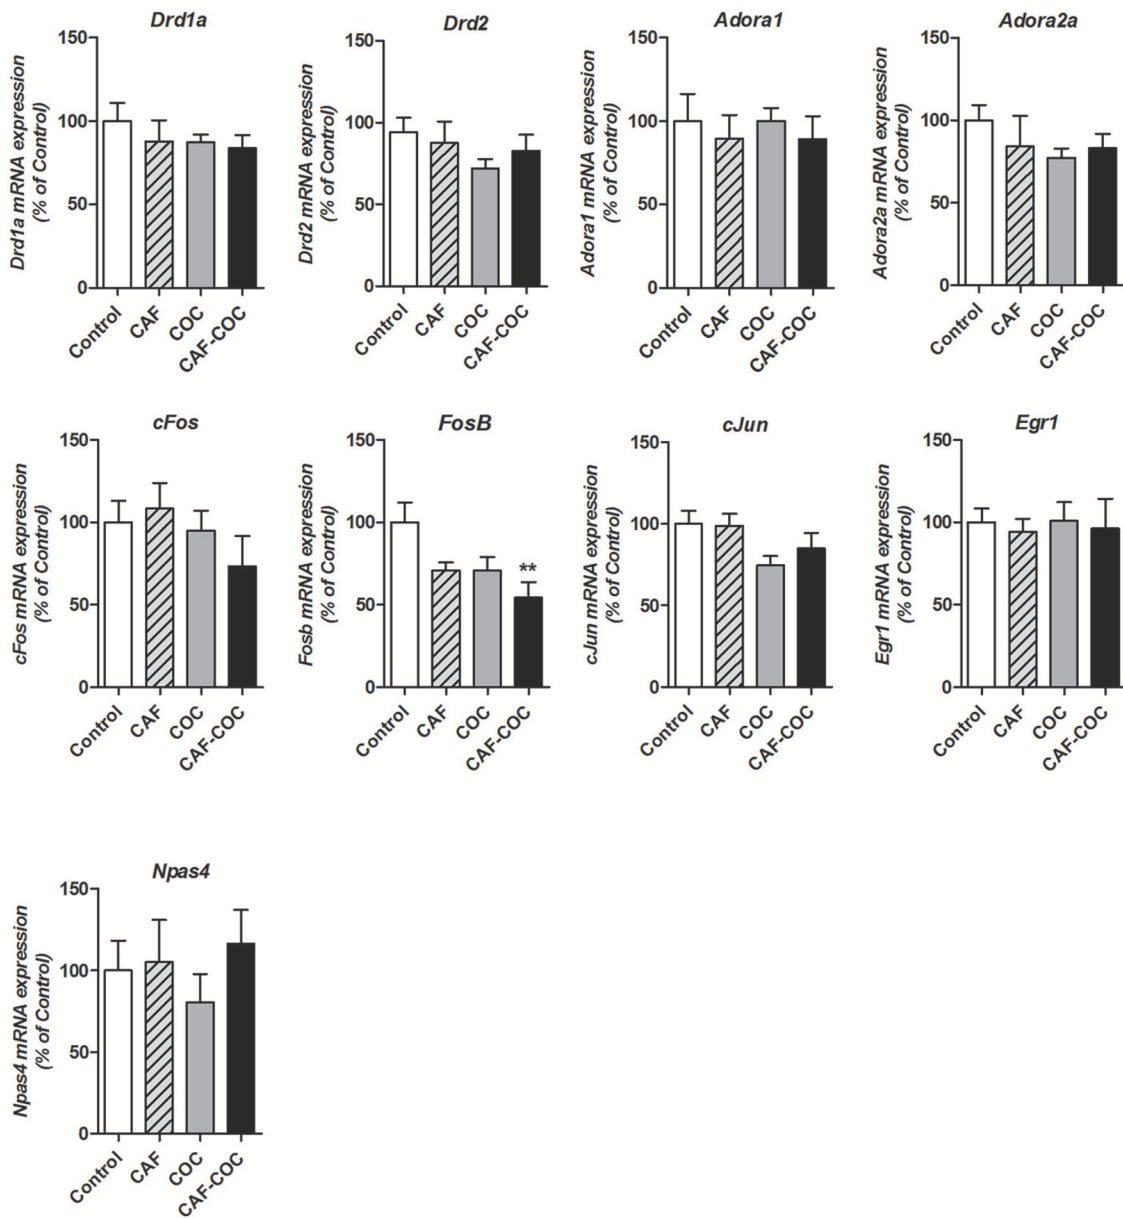 Drd1a
Drd1a mRNA expression
(% of Control)
150
100
50
0
Control
CAF
COC
CAF-COC
Drd2
Drd2 mRNA expression
(% of Control)
150
100
50
0
Control
CAF
COC
CAF-COC
Adora1
Adora1 mRNA expression
(% of Control)
150
100
50
0
Control
CAF
COC
CAF-COC
Adora2a
Adora2a mRNA expression
(% of Control)
150
100
50
0
Control
CAF
COC
CAF-COC
cFos
cFos mRNA expression
(% of Control)
150
100
50
0
Control
CAF
COC
CAF-COC
FosB
Fosb mRNA expression
(% of Control)
150
100
50
0
**
Control
CAF
COC
CAF-COC
cJun
cJun mRNA expression
(% of Control)
150
100
50
0
Control
CAF
COC
CAF-COC
Egr1
Egr1 mRNA expression
(% of Control)
150
100
50
0
Control
CAF
COC
CAF-COC
Npas4
Npas4 mRNA expression
(% of Control)
150
100
50
0
Control
CAF
COC
CAF-COC